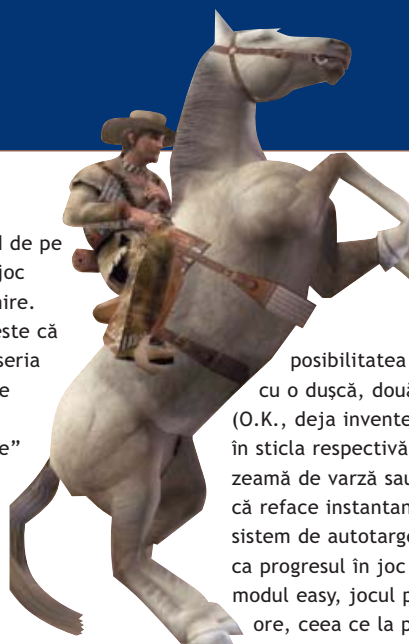 de pe
joc
nire.
este că
seria
e
e”
posibilitatea
cu o dușcă, două
(O.K., deja invente
în sticla respectivă
zeamă de varză sau
că reface instantan
sistem de autotarge
ca progresul în joc
modul easy, jocul p
ore, ceea ce la p